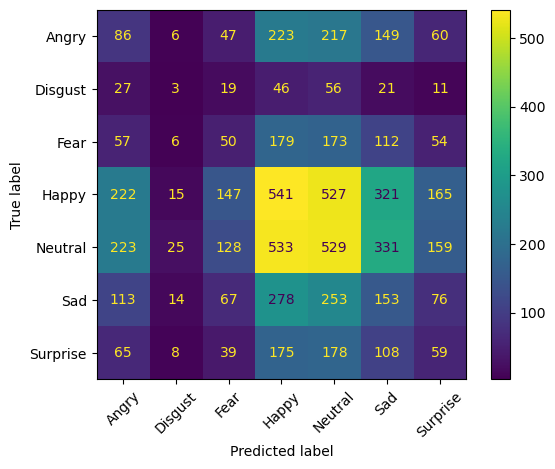 Angry 86 6 47 223 217 149 60
Disgust 27 3 19 46 56 21 11
Fear 57 6 50 179 173 112 54
Happy 222 15 147 541 527 321 165
Neutral 223 25 128 533 529 331 159
Sad 113 14 67 278 253 153 76
Surprise 65 8 39 175 178 108 59
Angry Disgust Fear Happy Neutral Sad Surprise
Predicted label
True label
500
400
300
200
100